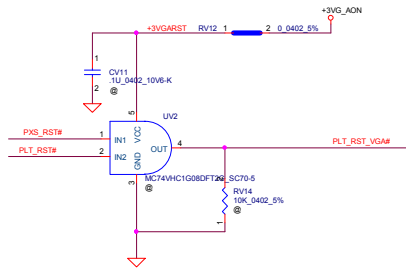 +3VG_AON
+3VGARST
RV12 1 2 0_0402_5%
1
CV11
.1U_0402_10V6-K
2
@
5
UV2
PXS_RST# 1 IN1 VCC
OUT 4 PLT_RST_VGA#
PLT_RST# 2 IN2 GND
3
MC74VHC1G08DFT2G_SC70-5
@
2
RV14
10K_0402_5%
@
1